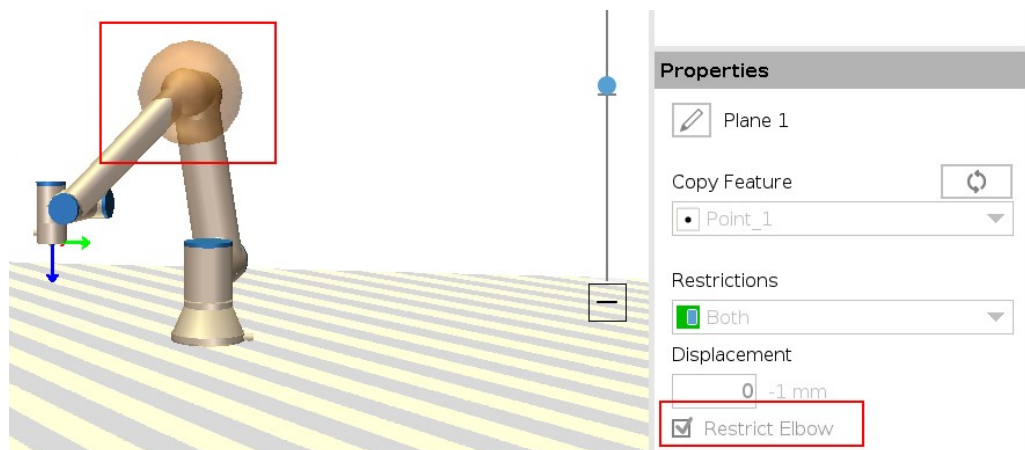 Properties
Plane 1
Copy Feature
Point_1
Restrictions
Both
Displacement
0 -1 mm
Restrict Elbow